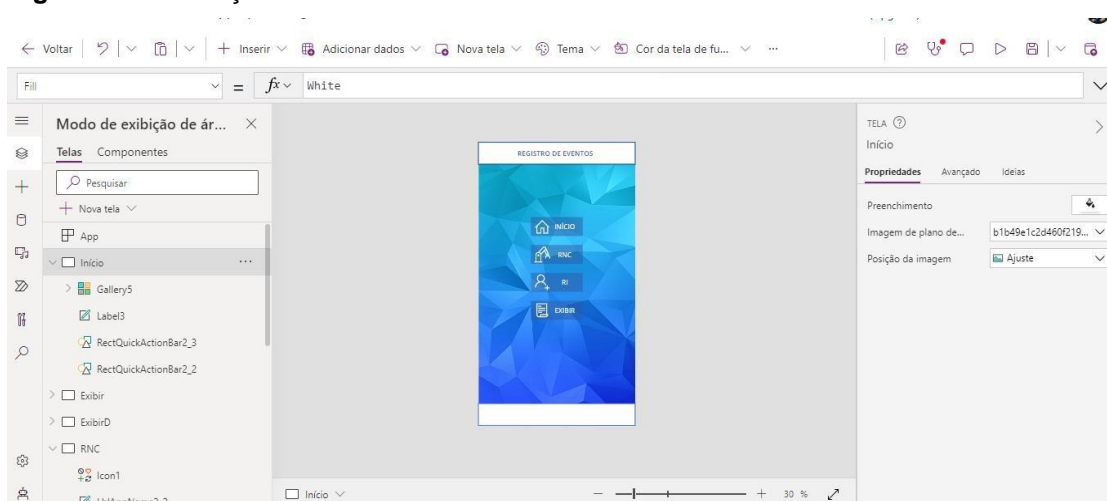 Voltar
Inserir
Adicionar dados
Nova tela
Tema
Cor da tela de fu...
...
Fill
=
fx
White
Modo de exibição de ár...
Telas Componentes
Pesquisar
Nova tela
App
Início
...
Gallery5
Label3
RectQuickActionBar2_3
RectQuickActionBar2_2
Exibir
ExibirD
RNC
Icon1
REGISTRO DE EVENTOS
INÍCIO
RNC
RI
EXIBIR
Início
30 %
TELA
Início
Propriedades Avançado Ideias
Preenchimento
Imagem de plano de... b1b49e1c2d460f219...
Posição da imagem Ajuste